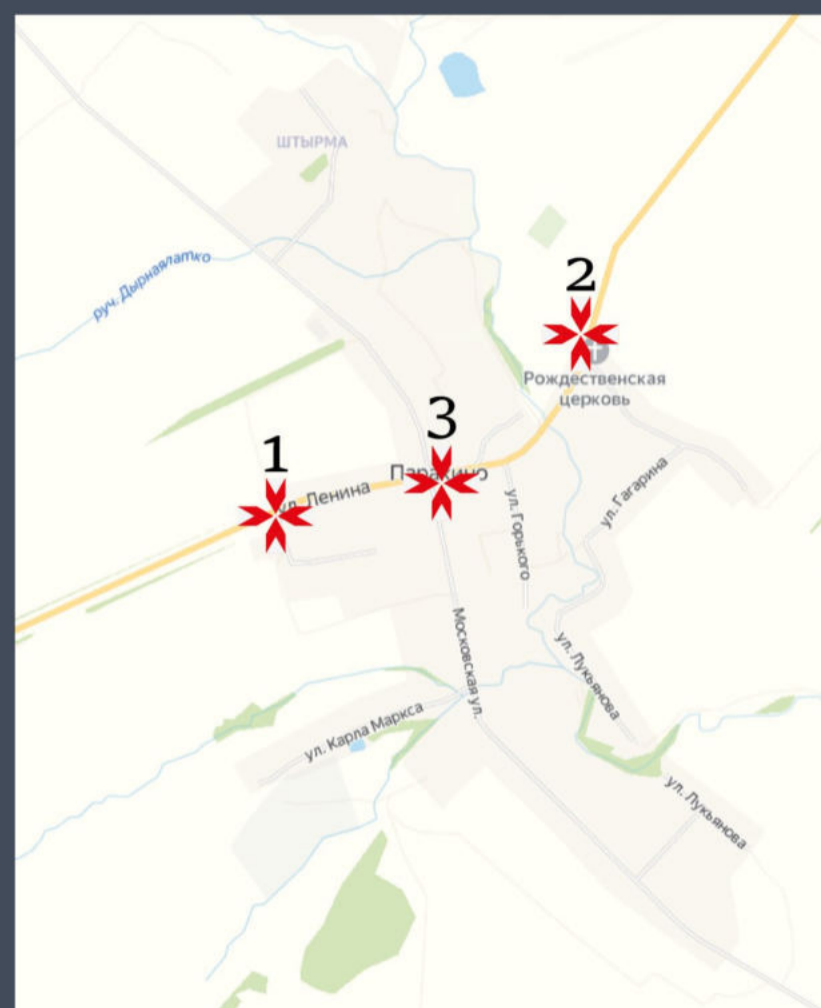 ШТЫРМА
руч. Дырнаялатко
2
Рождественская
церковь
3
Паракино
1
ул. Ленина
ул. Гагарина
ул. Горького
Московская ул.
ул. Лукьянова
ул. Карла Маркса
ул. Лукьянова